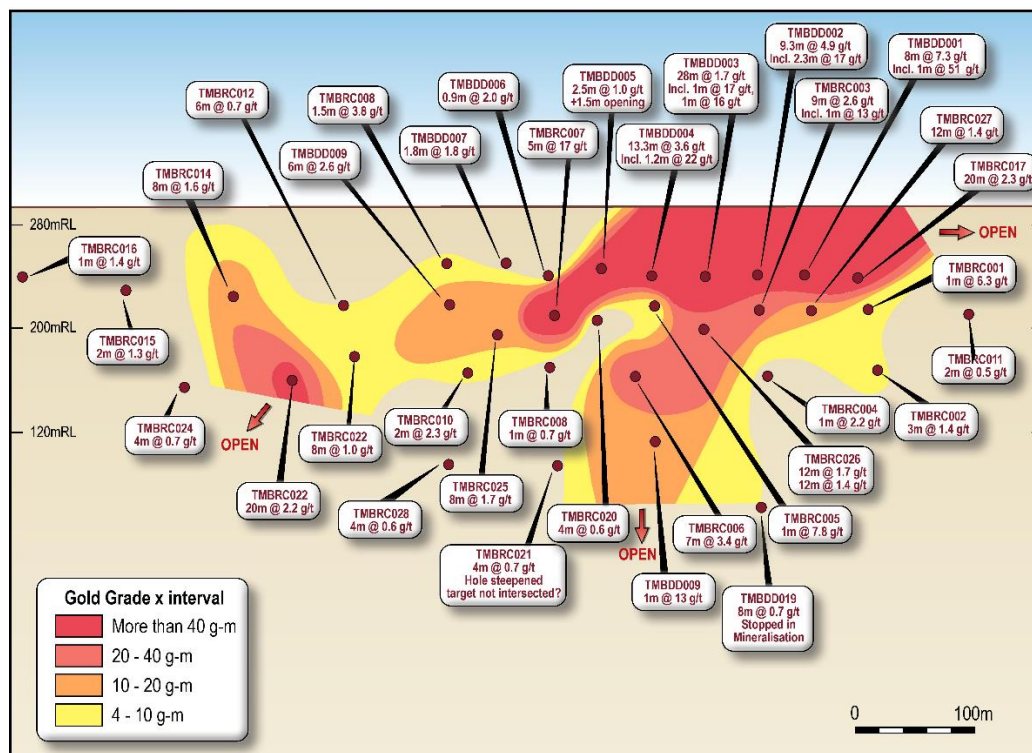 TMBDD002
9.3m @ 4.9 g/t
Incl. 2.3m @ 17 g/t
TMBDD001
8m @ 7.3 g/t
Incl. 1m @ 51 g/t
TMBDD003
28m @ 1.7 g/t
Incl. 1m @ 17 g/t,
1m @ 16 g/t
TMBDD005
2.5m @ 1.0 g/t
+1.5m opening
TMBDD006
0.9m @ 2.0 g/t
TMBRC008
1.5m @ 3.8 g/t
TMBRC012
6m @ 0.7 g/t
TMBRC003
9m @ 2.6 g/t
Incl. 1m @ 13 g/t
TMBRC027
12m @ 1.4 g/t
TMBDD007
1.8m @ 1.8 g/t
TMBRC007
5m @ 17 g/t
TMBDD004
13.3m @ 3.6 g/t
Incl. 1.2m @ 22 g/t
TMBDD009
6m @ 2.6 g/t
TMBRC017
20m @ 2.3 g/t
TMBRC014
8m @ 1.6 g/t
280mRL
OPEN
TMBRC016
1m @ 1.4 g/t
TMBRC001
1m @ 6.3 g/t
200mRL
TMBRC015
2m @ 1.3 g/t
TMBRC011
2m @ 0.5 g/t
120mRL
TMBRC024
4m @ 0.7 g/t
OPEN
TMBRC022
8m @ 1.0 g/t
TMBRC010
2m @ 2.3 g/t
TMBRC008
1m @ 0.7 g/t
TMBRC004
1m @ 2.2 g/t
TMBRC002
3m @ 1.4 g/t
TMBRC022
20m @ 2.2 g/t
TMBRC028
4m @ 0.6 g/t
TMBRC025
8m @ 1.7 g/t
TMBRC026
12m @ 1.7 g/t
12m @ 1.4 g/t
TMBRC020
4m @ 0.6 g/t
OPEN
TMBRC006
7m @ 3.4 g/t
TMBRC005
1m @ 7.8 g/t
TMBRC021
4m @ 0.7 g/t
Hole steepened
target not intersected?
TMBDD009
1m @ 13 g/t
TMBDD019
8m @ 0.7 g/t
Stopped in
Mineralisation
Gold Grade x interval
More than 40 g-m
20 - 40 g-m
10 - 20 g-m
4 - 10 g-m
0 100m